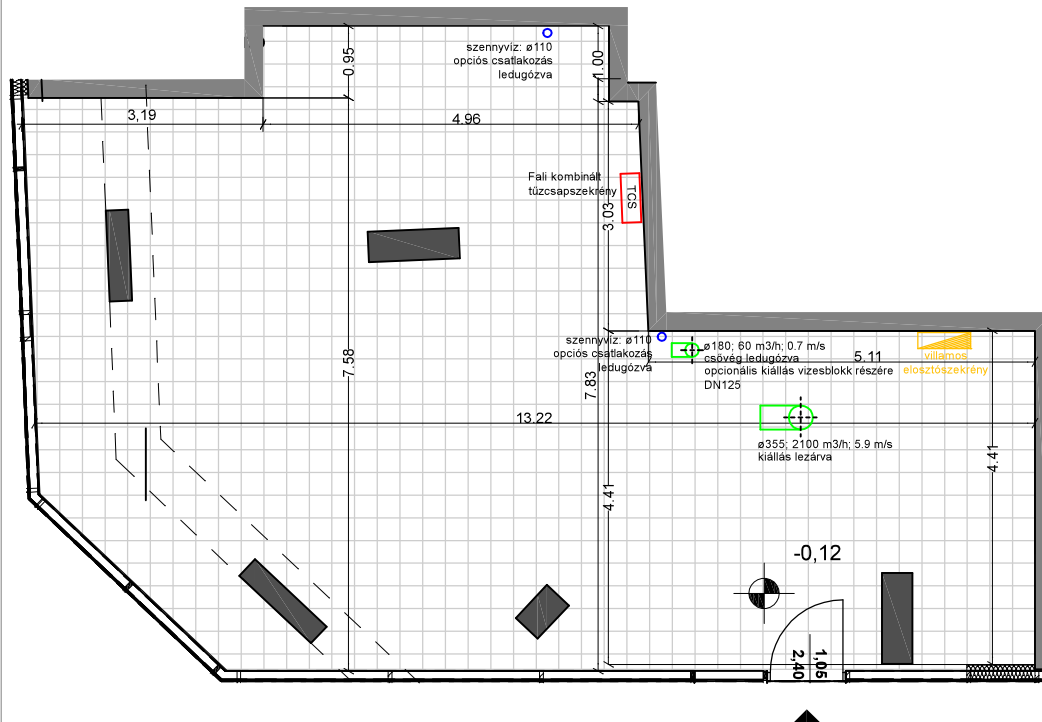 szennyvíz: ø110
opciós csatlakozás
ledugózva
0.95
1.00
3,19
4.96
Fali kombinált
tűzcsapszekrény
TCS
3.03
szennyvíz: ø110
opciós csatlakozás
ledugózva
ø180; 60 m3/h; 0.7 m/s
csővég ledugózva
opcionális kiállás vizesblokk részére
DN125
5.11
villamos
elosztószekrény
7.58
7.83
13.22
ø355; 2100 m3/h; 5.9 m/s
kiállás lezárva
4.41
4.41
-0,12
1,05
2,40